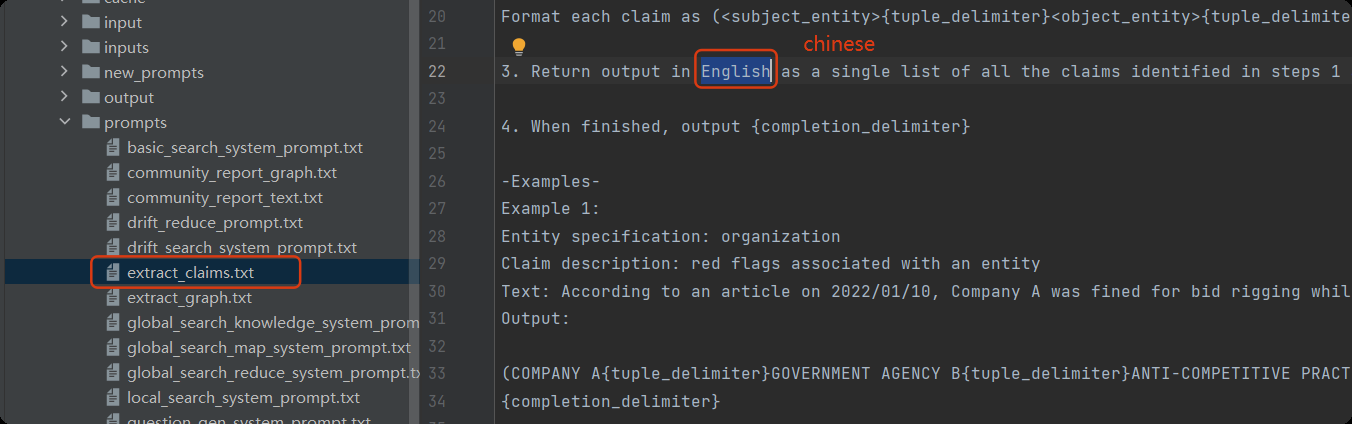 cache
input
inputs
new_prompts
output
prompts
basic_search_system_prompt.txt
community_report_graph.txt
community_report_text.txt
drift_reduce_prompt.txt
drift_search_system_prompt.txt
extract_claims.txt
extract_graph.txt
global_search_knowledge_system_prom
global_search_map_system_prompt.txt
global_search_reduce_system_prompt.tx
local_search_system_prompt.txt
question_gen_system_prompt.txt
20 Format each claim as (<subject_entity>{tuple_delimiter}<object_entity>{tuple_delimite
21 chinese
22 3. Return output in English as a single list of all the claims identified in steps 1
23
24 4. When finished, output {completion_delimiter}
25
26 -Examples-
27 Example 1:
28 Entity specification: organization
29 Claim description: red flags associated with an entity
30 Text: According to an article on 2022/01/10, Company A was fined for bid rigging whil
31 Output:
32
33 (COMPANY A{tuple_delimiter}GOVERNMENT AGENCY B{tuple_delimiter}ANTI-COMPETITIVE PRACT
34 {completion_delimiter}